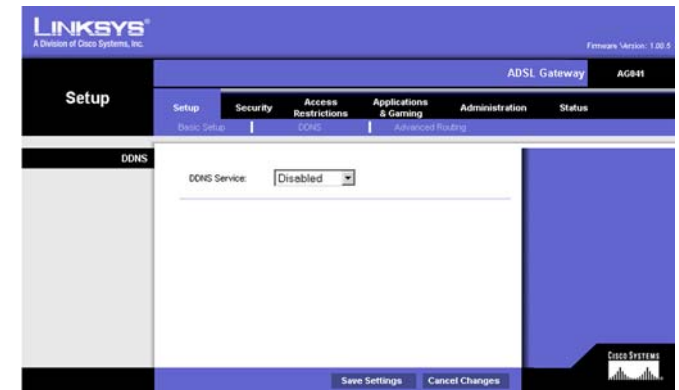 LINKSYS®
A Division of Cisco Systems, Inc.
Firmware Version: 1.00.5
ADSL Gateway AG041
Setup
Setup Security Access Restrictions Applications & Gaming Administration Status
Basic Setup | DDNS | Advanced Routing
DDNS
DDNS Service: Disabled
Save Settings Cancel Changes
CISCO SYSTEMS